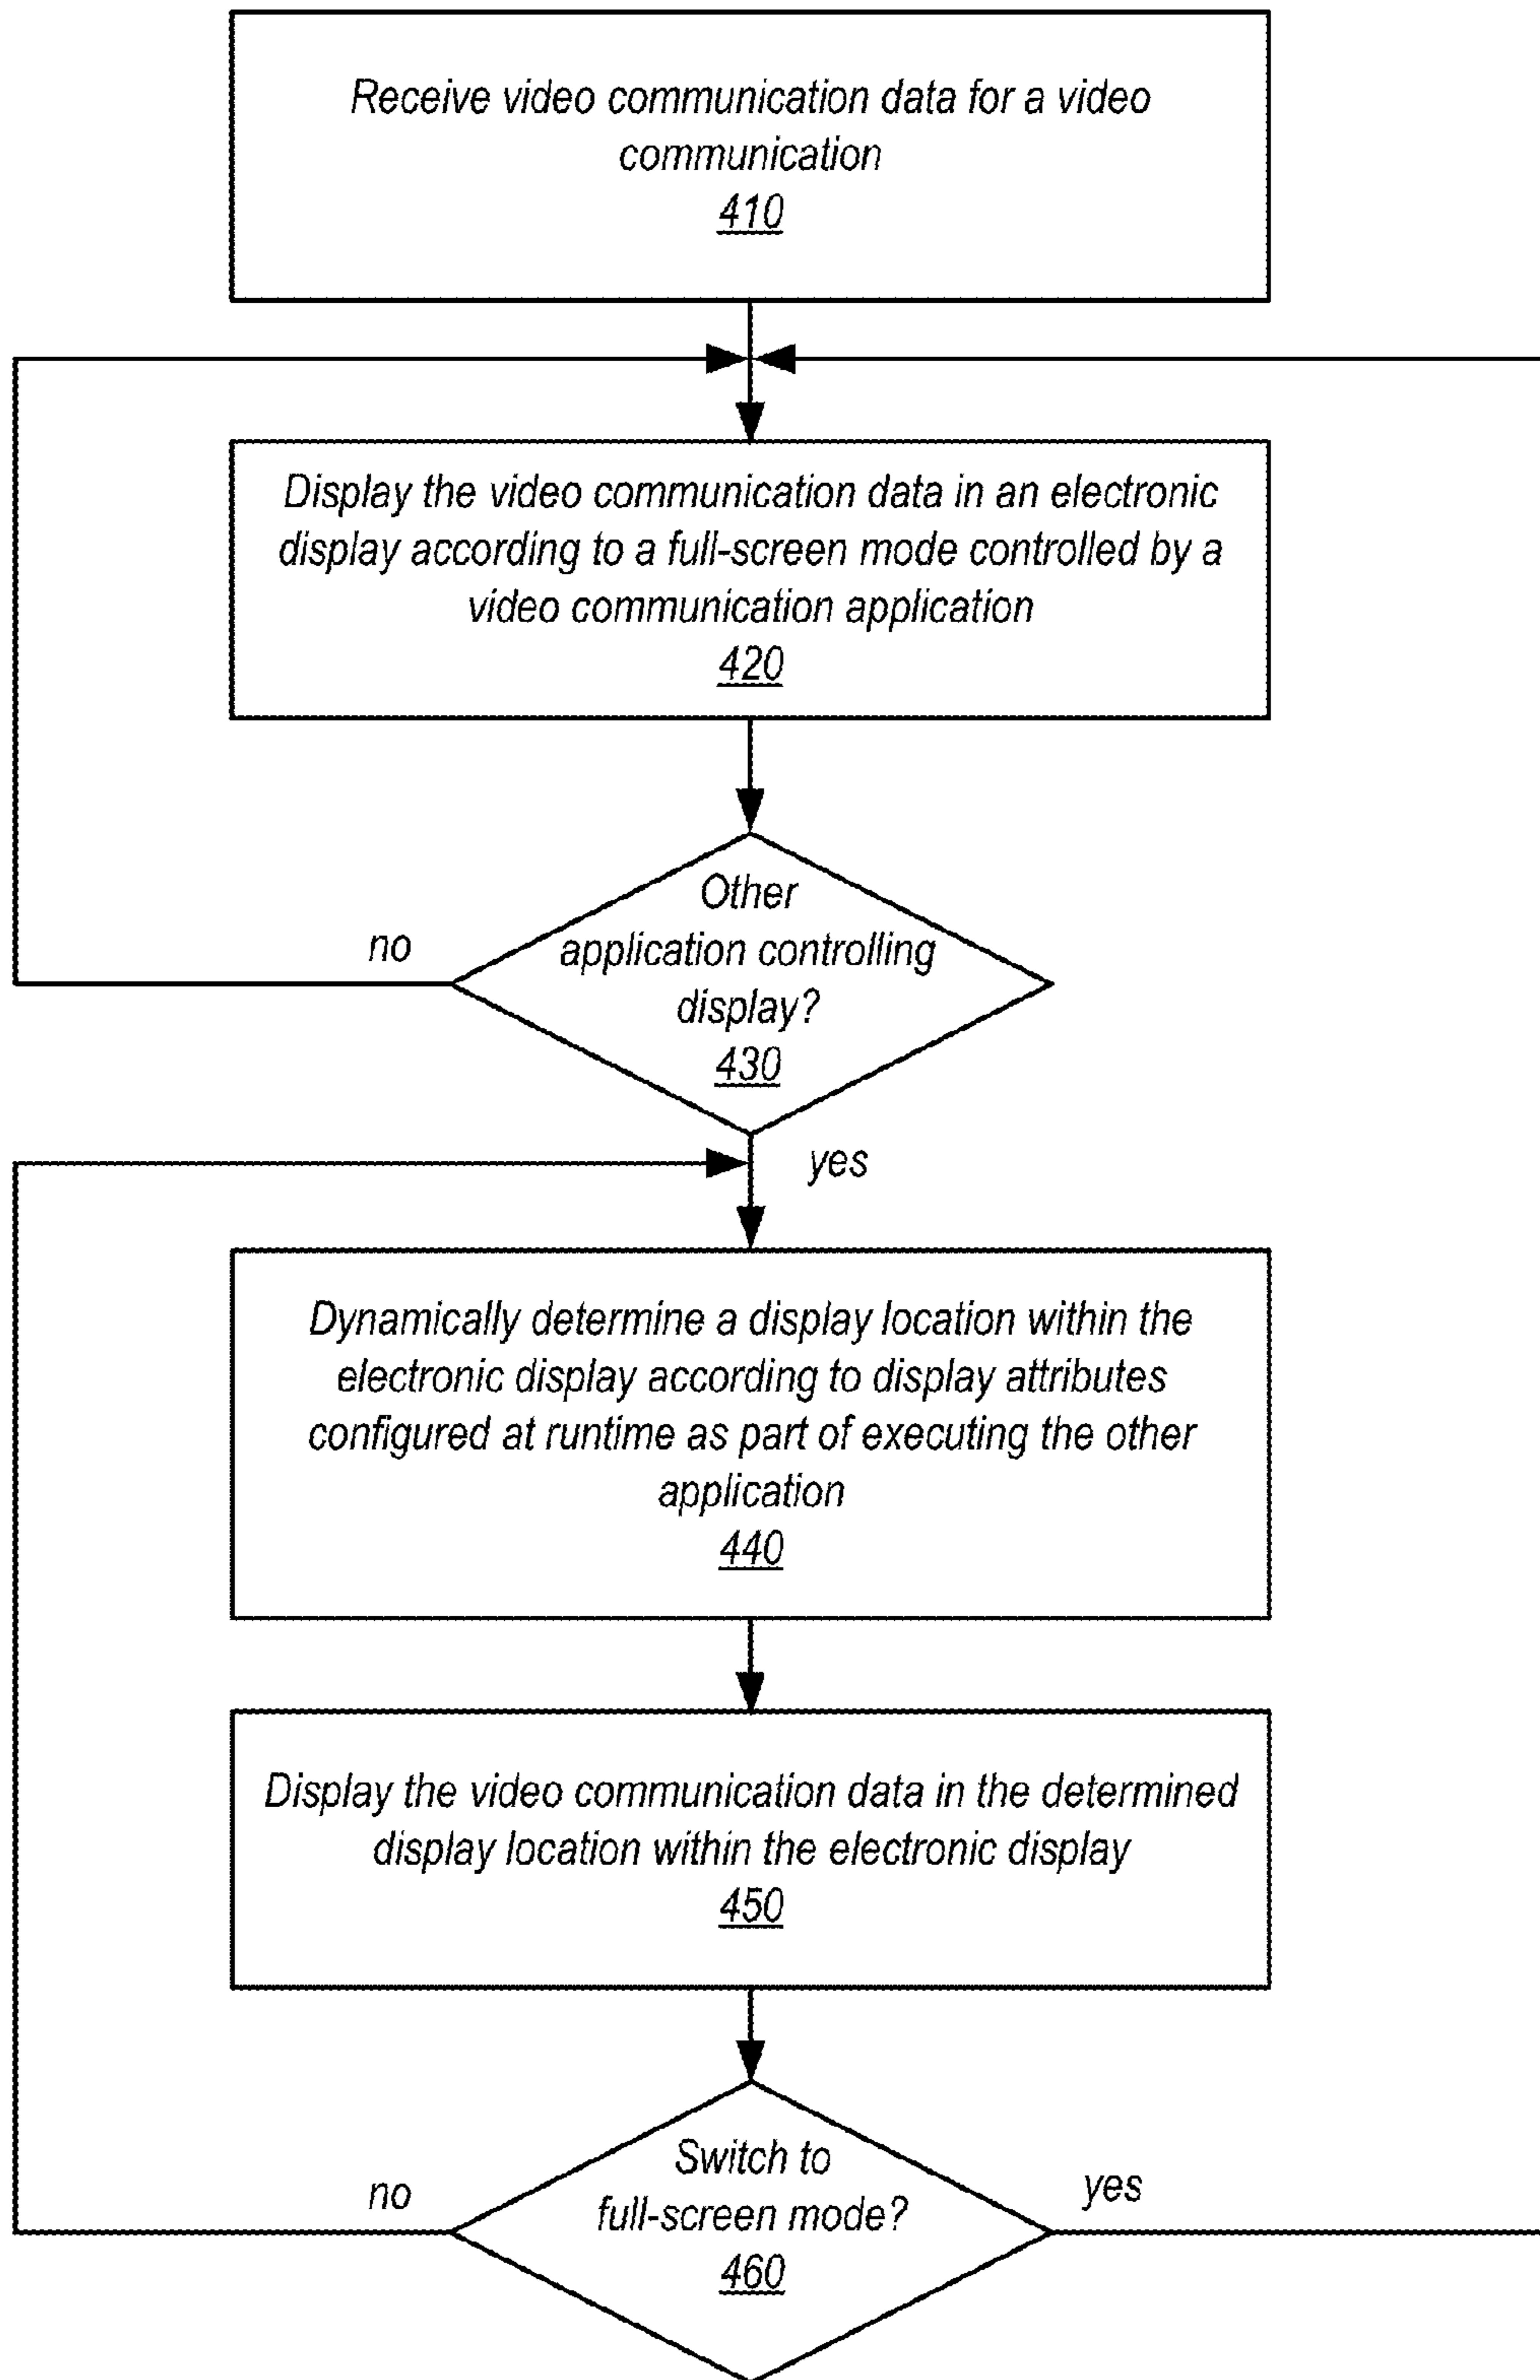 Receive video communication data for a video
communication
410
Display the video communication data in an electronic
display according to a full-screen mode controlled by a
video communication application
420
Other
application controlling
display?
430
no
yes
Dynamically determine a display location within the
electronic display according to display attributes
configured at runtime as part of executing the other
application
440
Display the video communication data in the determined
display location within the electronic display
450
Switch to
full-screen mode?
460
no
yes